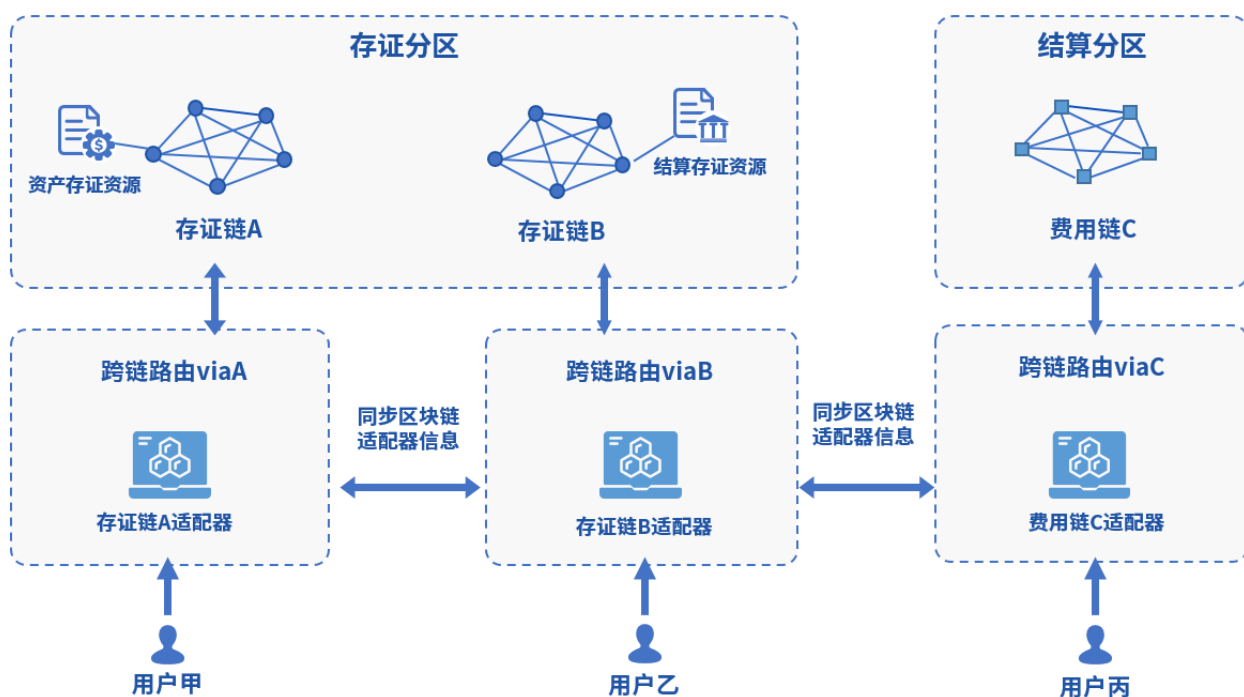 存证分区
结算分区
$
资产存证资源
结算存证资源
存证链A
存证链B
费用链C
跨链路由viaA
跨链路由viaB
跨链路由viaC
同步区块链
适配器信息
同步区块链
适配器信息
存证链A适配器
存证链B适配器
费用链C适配器
用户甲
用户乙
用户丙